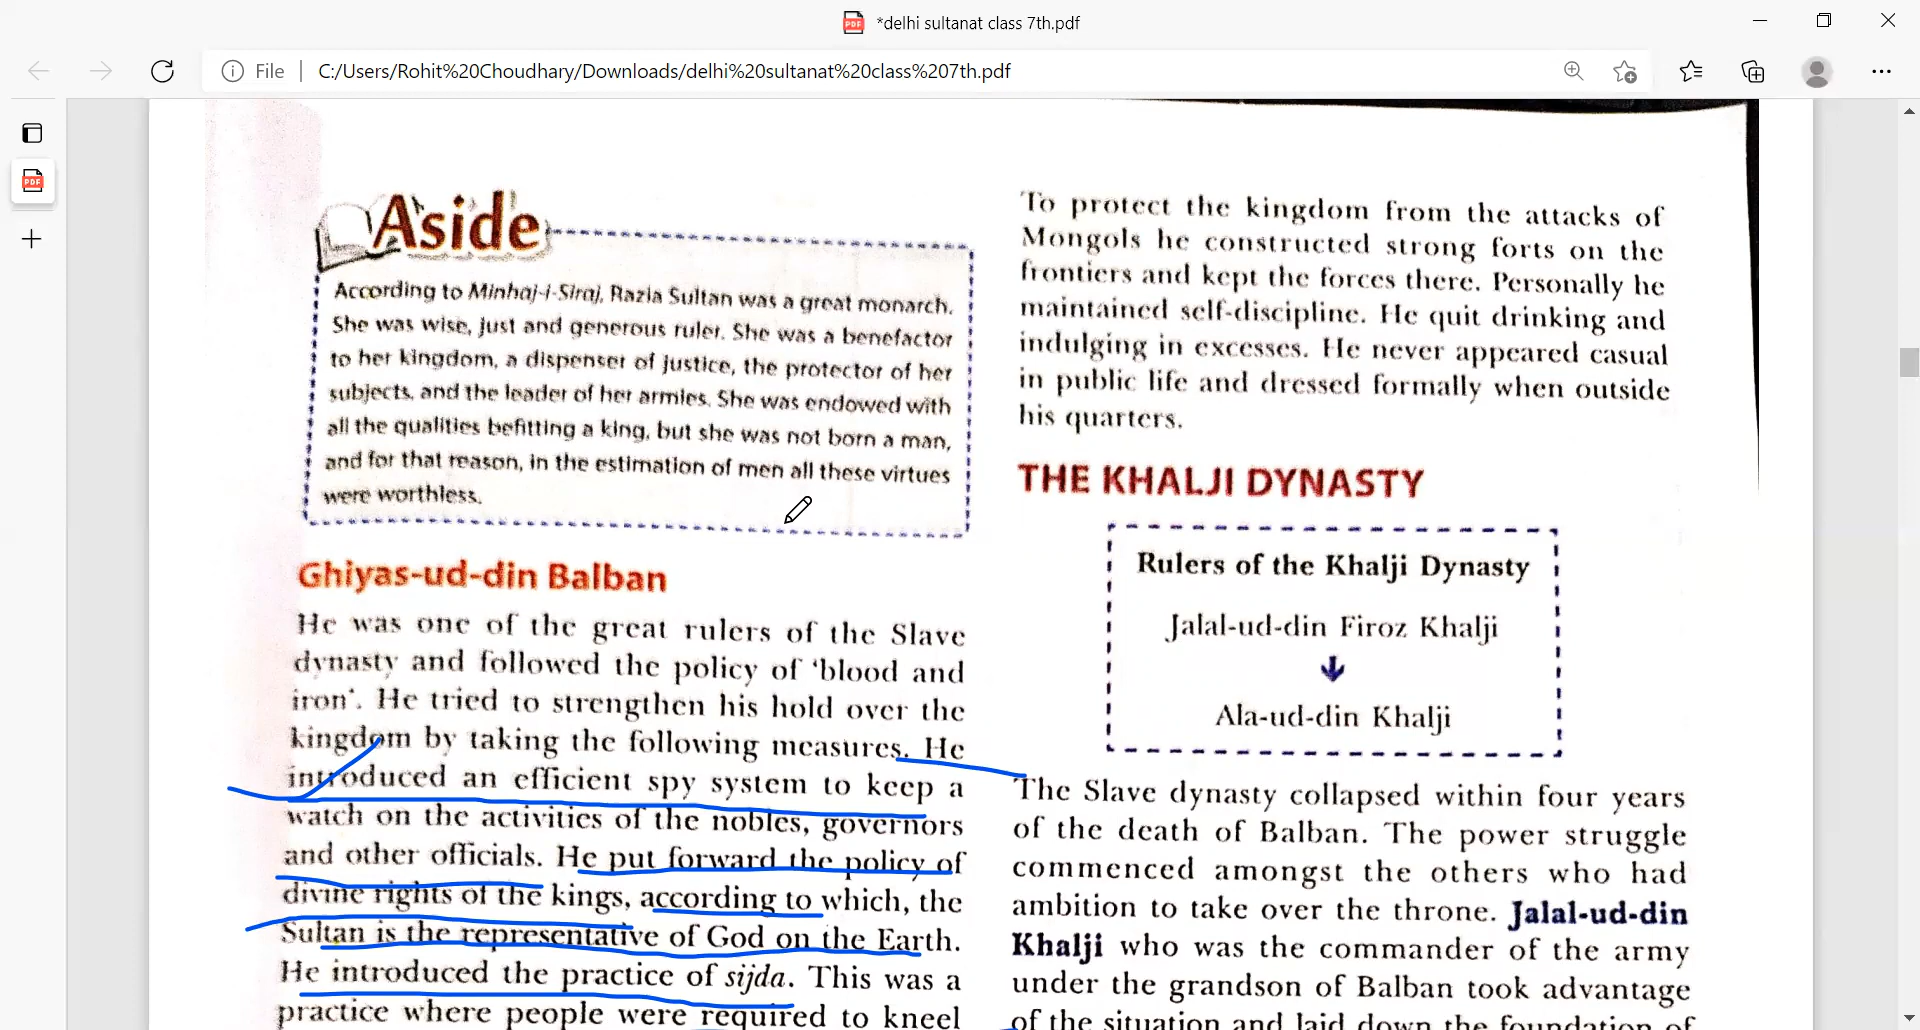 *delhi sultanat class 7th.pdf
File
C:/Users/Rohit%20Choudhary/Downloads/delhi%20sultanat%20class%207th.pdf
Aside
According to Minhaj-i-Siraj, Razia Sultan was a great monarch.
She was wise, just and generous ruler. She was a benefactor
to her kingdom, a dispenser of justice, the protector of her
subjects, and the leader of her armies. She was endowed with
all the qualities befitting a king, but she was not born a man,
and for that reason, in the estimation of men all these virtues
were worthless.
Ghiyas-ud-din Balban
He was one of the great rulers of the Slave
dynasty and followed the policy of ‘blood and
iron’. He tried to strengthen his hold over the
kingdom by taking the following measures. He
introduced an efficient spy system to keep a
watch on the activities of the nobles, governors
and other officials. He put forward the policy of
divine rights of the kings, according to which, the
Sultan is the representative of God on the Earth.
He introduced the practice of sijda. This was a
practice where people were required to kneel
To protect the kingdom from the attacks of
Mongols he constructed strong forts on the
frontiers and kept the forces there. Personally he
maintained self-discipline. He quit drinking and
indulging in excesses. He never appeared casual
in public life and dressed formally when outside
his quarters.
THE KHALJI DYNASTY
Rulers of the Khalji Dynasty
Jalal-ud-din Firoz Khalji
Ala-ud-din Khalji
The Slave dynasty collapsed within four years
of the death of Balban. The power struggle
commenced amongst the others who had
ambition to take over the throne. Jalal-ud-din
Khalji who was the commander of the army
under the grandson of Balban took advantage
of the situation and laid down the foundation of